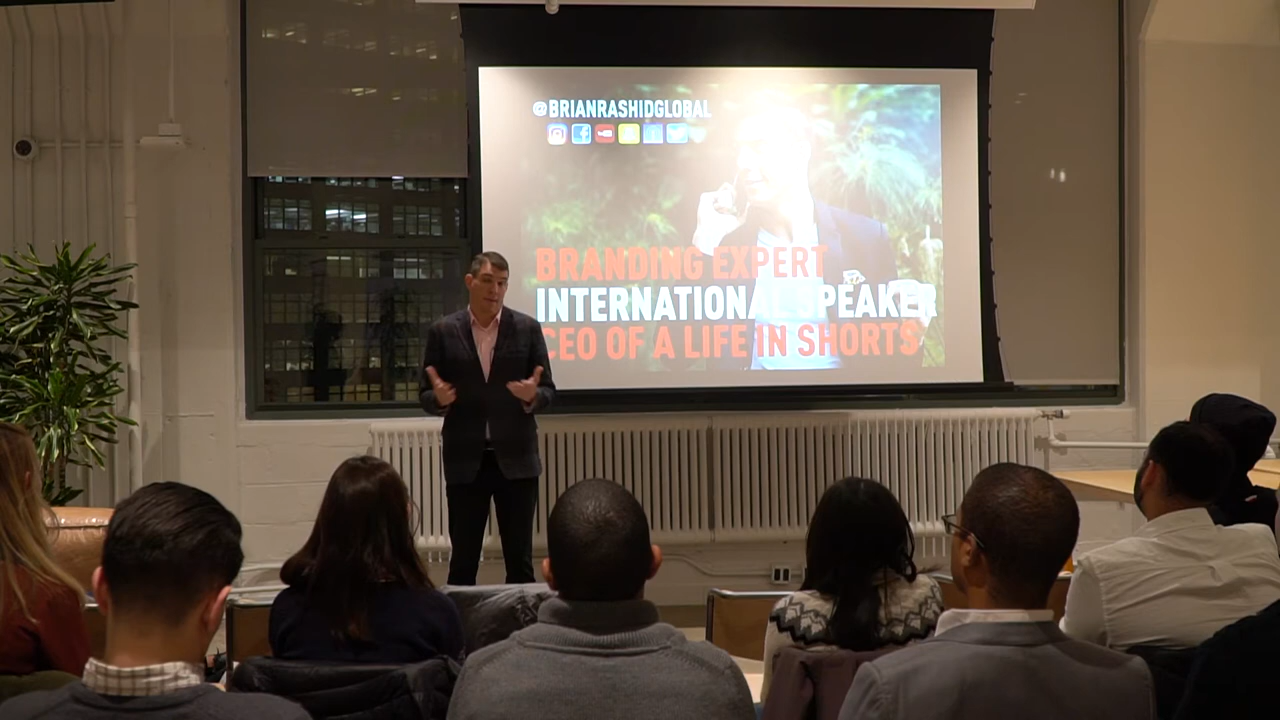 @BRIANRASHIDGLOBAL
BRANDING EXPERT
INTERNATIONAL SPEAKER
CEO OF A LIFE IN SHORTS